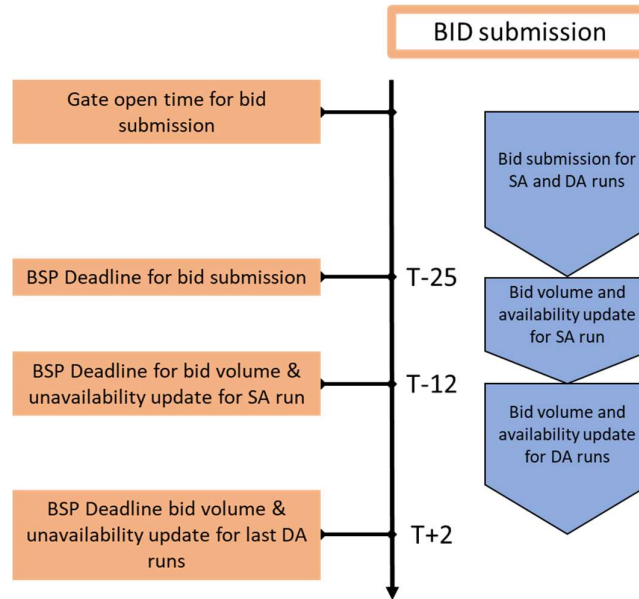 BID submission
Gate open time for bid
submission
Bid submission for
SA and DA runs
BSP Deadline for bid submission
T-25
Bid volume and
availability update
for SA run
BSP Deadline for bid volume &
unavailability update for SA run
T-12
Bid volume and
availability update
for DA runs
BSP Deadline bid volume &
unavailability update for last DA
runs
T+2